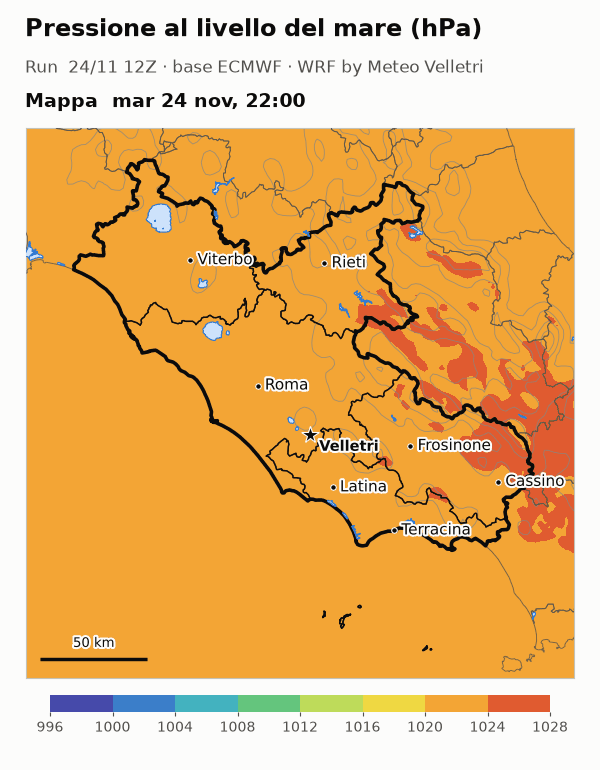 Pressione al livello del mare (hPa)
Run  24/11 12Z · base ECMWF · WRF by Meteo Velletri
Mappa  mar 24 nov, 22:00
Viterbo
Rieti
Roma
Velletri
Frosinone
Cassino
Latina
Terracina
50 km
996 1000 1004 1008 1012 1016 1020 1024 1028